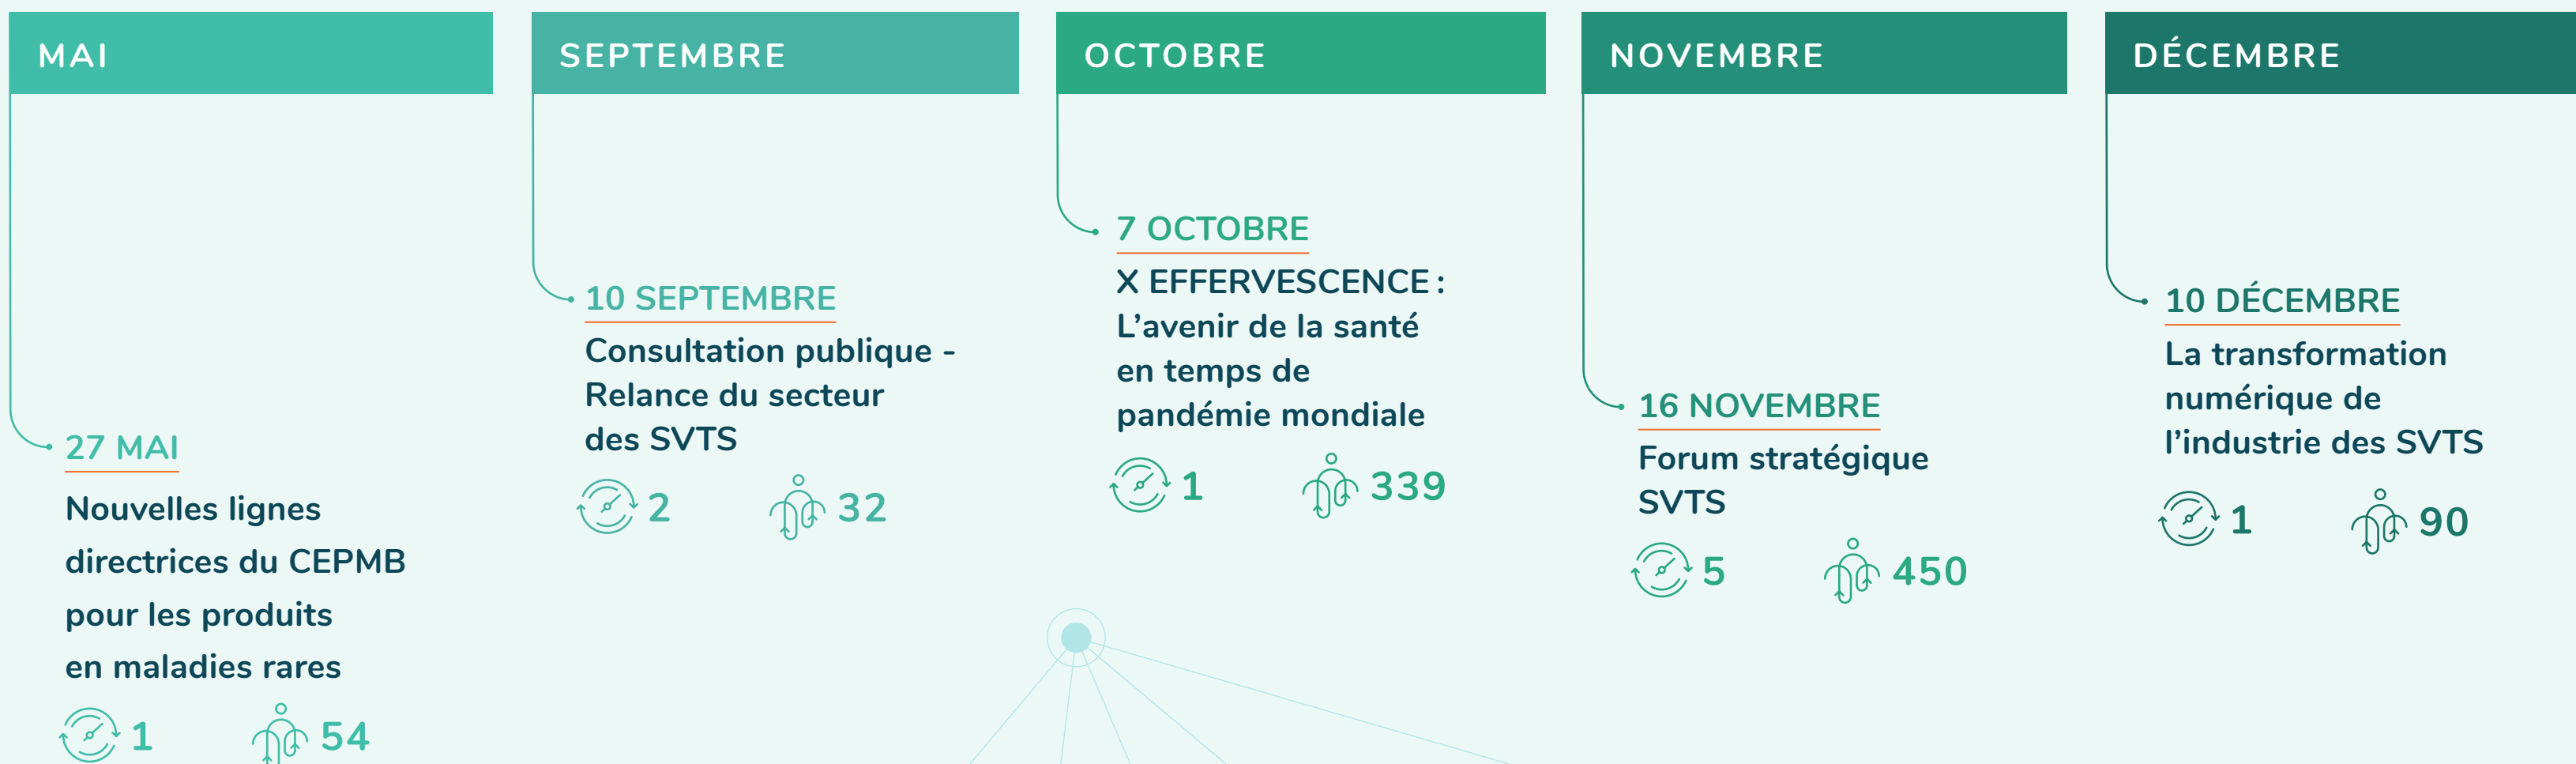 MAI
27 MAI
Nouvelles lignes
directrices du CEPMB
pour les produits
en maladies rares
1 54
SEPTEMBRE
10 SEPTEMBRE
Consultation publique -
Relance du secteur
des SVTS
2 32
OCTOBRE
7 OCTOBRE
X EFFERVESCENCE :
L’avenir de la santé
en temps de
pandémie mondiale
1 339
NOVEMBRE
16 NOVEMBRE
Forum stratégique
SVTS
5 450
DÉCEMBRE
10 DÉCEMBRE
La transformation
numérique de
l’industrie des SVTS
1 90